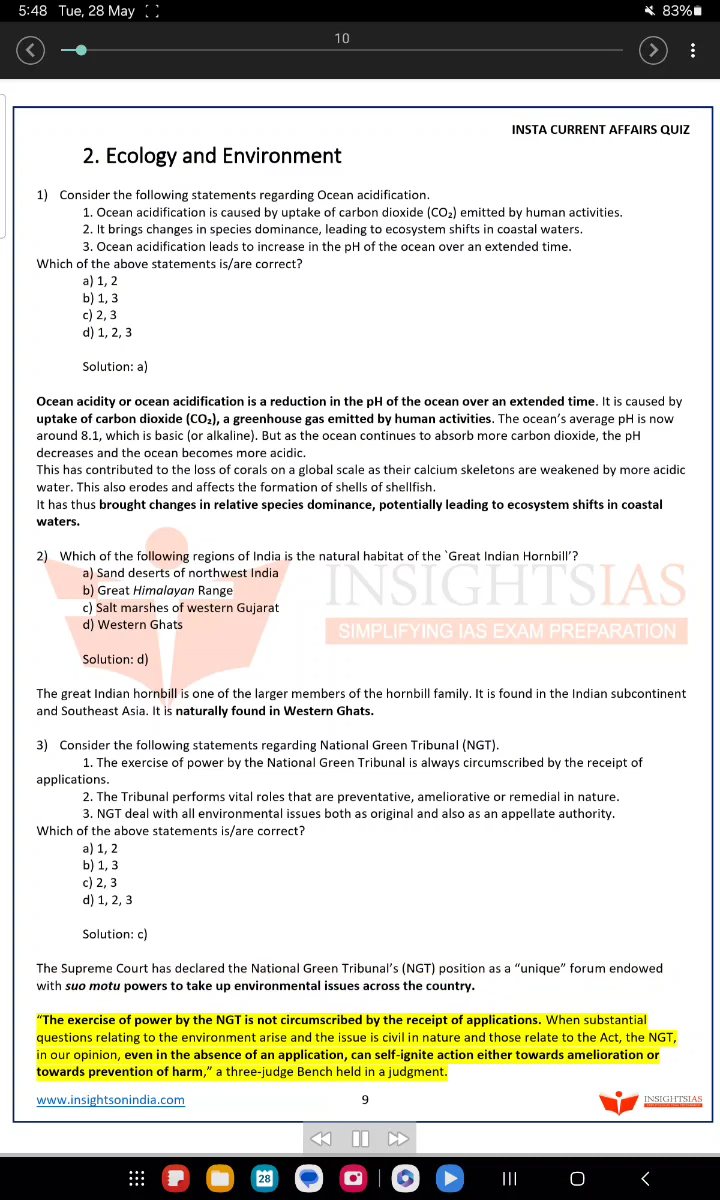 5:48 Tue, 28 May 83%
10
INSTA CURRENT AFFAIRS QUIZ
2. Ecology and Environment
1) Consider the following statements regarding Ocean acidification.
1. Ocean acidification is caused by uptake of carbon dioxide (CO₂) emitted by human activities.
2. It brings changes in species dominance, leading to ecosystem shifts in coastal waters.
3. Ocean acidification leads to increase in the pH of the ocean over an extended time.
Which of the above statements is/are correct?
a) 1, 2
b) 1, 3
c) 2, 3
d) 1, 2, 3
Solution: a)
Ocean acidity or ocean acidification is a reduction in the pH of the ocean over an extended time. It is caused by
uptake of carbon dioxide (CO₂), a greenhouse gas emitted by human activities. The ocean's average pH is now
around 8.1, which is basic (or alkaline). But as the ocean continues to absorb more carbon dioxide, the pH
decreases and the ocean becomes more acidic.
This has contributed to the loss of corals on a global scale as their calcium skeletons are weakened by more acidic
water. This also erodes and affects the formation of shells of shellfish.
It has thus brought changes in relative species dominance, potentially leading to ecosystem shifts in coastal
waters.
2) Which of the following regions of India is the natural habitat of the `Great Indian Hornbill'?
a) Sand deserts of northwest India
b) Great Himalayan Range
c) Salt marshes of western Gujarat
d) Western Ghats
INSIGHTSIAS
SIMPLIFYING IAS EXAM PREPARATION
Solution: d)
The great Indian hornbill is one of the larger members of the hornbill family. It is found in the Indian subcontinent
and Southeast Asia. It is naturally found in Western Ghats.
3) Consider the following statements regarding National Green Tribunal (NGT).
1. The exercise of power by the National Green Tribunal is always circumscribed by the receipt of
applications.
2. The Tribunal performs vital roles that are preventative, ameliorative or remedial in nature.
3. NGT deal with all environmental issues both as original and also as an appellate authority.
Which of the above statements is/are correct?
a) 1, 2
b) 1, 3
c) 2, 3
d) 1, 2, 3
Solution: c)
The Supreme Court has declared the National Green Tribunal's (NGT) position as a "unique" forum endowed
with suo motu powers to take up environmental issues across the country.
"The exercise of power by the NGT is not circumscribed by the receipt of applications. When substantial
questions relating to the environment arise and the issue is civil in nature and those relate to the Act, the NGT,
in our opinion, even in the absence of an application, can self-ignite action either towards amelioration or
towards prevention of harm," a three-judge Bench held in a judgment.
www.insightsonindia.com
9
INSIGHTSIAS
28